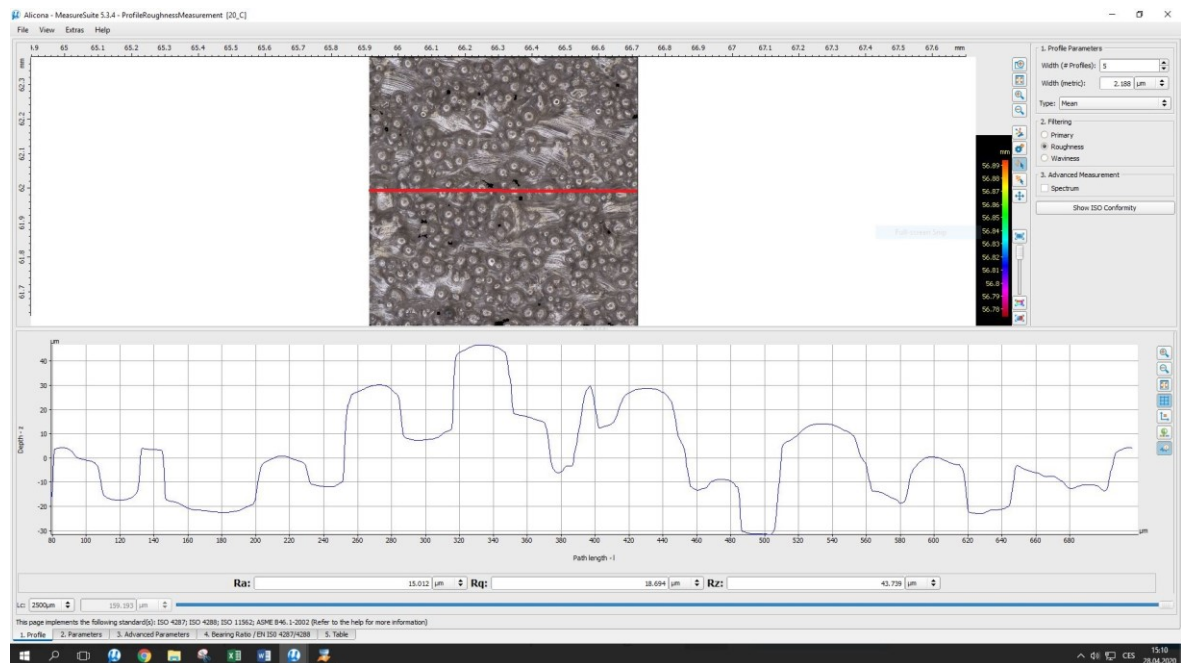 Alicona - MeasureSuite 5.3.4 - ProfileRoughnessMeasurement [20_C]
File View Extras Help
65 65.1 65.2 65.3 65.4 65.5 65.6 65.7 65.8 65.9 66 66.1 66.2 66.3 66.4 66.5 66.6 66.7 66.8 66.9 67 67.1 67.2 67.3 67.4 67.5 67.6 mm
mm
62.3
62.2
62.1
62
61.9
61.8
61.7
mm
56.89
56.88
56.87
56.86
56.85
56.84
56.83
56.82
56.81
56.8
56.79
56.78
1. Profile Parameters
Width (# Profiles): 5
Width (metric): 2.188 µm
Type: Mean
2. Filtering
Primary
Roughness
Waviness
3. Advanced Measurement
Spectrum
Show ISO Conformity
µm
40
30
20
10
0
-10
-20
-30
Depth - z
80 100 120 140 160 180 200 220 240 260 280 300 320 340 360 380 400 420 440 460 480 500 520 540 560 580 600 620 640 660 680 µm
Path length - l
Ra: 15.012 µm Rq: 18.694 µm Rz: 43.739 µm
Lc: 2500µm 159.193 µm
This page implements the following standard(s): ISO 4287; ISO 4288; ISO 11562; ASME B46.1-2002 (Refer to the help for more information)
1. Profile 2. Parameters 3. Advanced Parameters 4. Bearing Ratio / EN ISO 4287/4288 5. Table
CES 15:10
28.04.2020